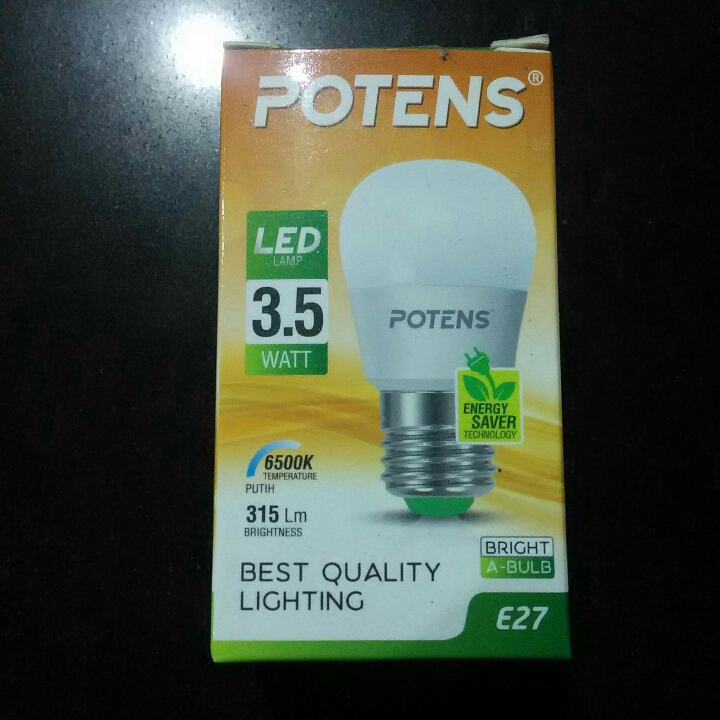 POTENS®
LED
LAMP
3.5
WATT
POTENS
ENERGY
SAVER
TECHNOLOGY
6500K
TEMPERATURE
PUTIH
315 Lm
BRIGHTNESS
BRIGHT
A-BULB
BEST QUALITY
LIGHTING
E27